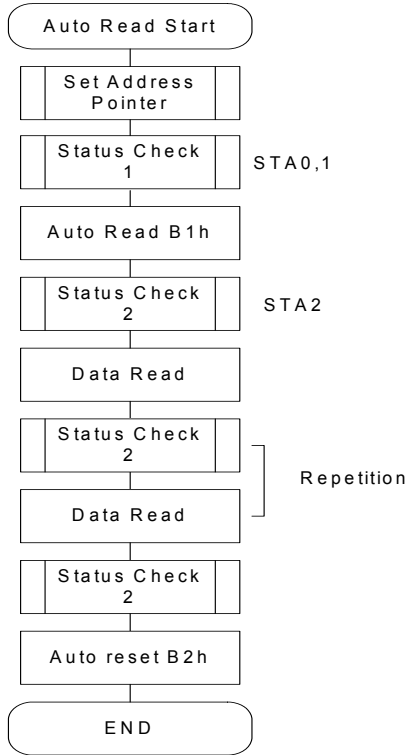 Auto Read Start
Set Address
Pointer
Status Check
1
STA0,1
Auto Read B1h
Status Check
2
STA2
Data Read
Status Check
2
Repetition
Data Read
Status Check
2
Auto reset B2h
END